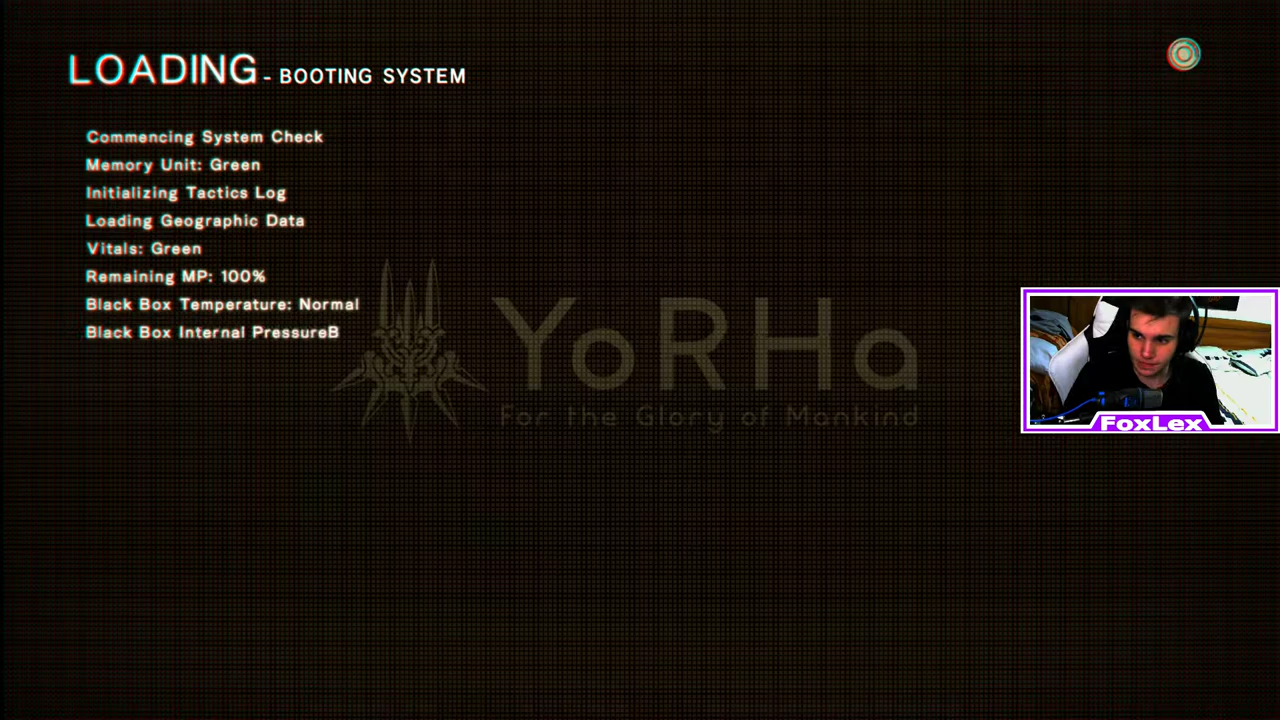 LOADING - BOOTING SYSTEM
Commencing System Check
Memory Unit: Green
Initializing Tactics Log
Loading Geographic Data
Vitals: Green
Remaining MP: 100%
Black Box Temperature: Normal
Black Box Internal PressureB
YoRHa
For the Glory of Mankind
FoxLex